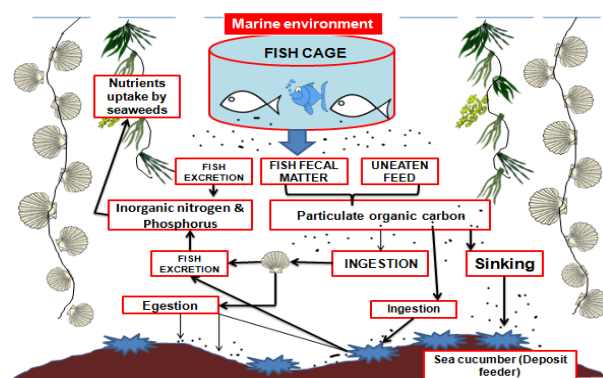 Marine environment
FISH CAGE
Nutrients
uptake by
seaweeds
FISH
EXCRETION
FISH FECAL
MATTER
UNEATEN
FEED
Inorganic nitrogen &
Phosphorus
Particulate organic carbon
FISH
EXCRETION
INGESTION
Sinking
Egestion
Ingestion
Sea cucumber (Deposit
feeder)